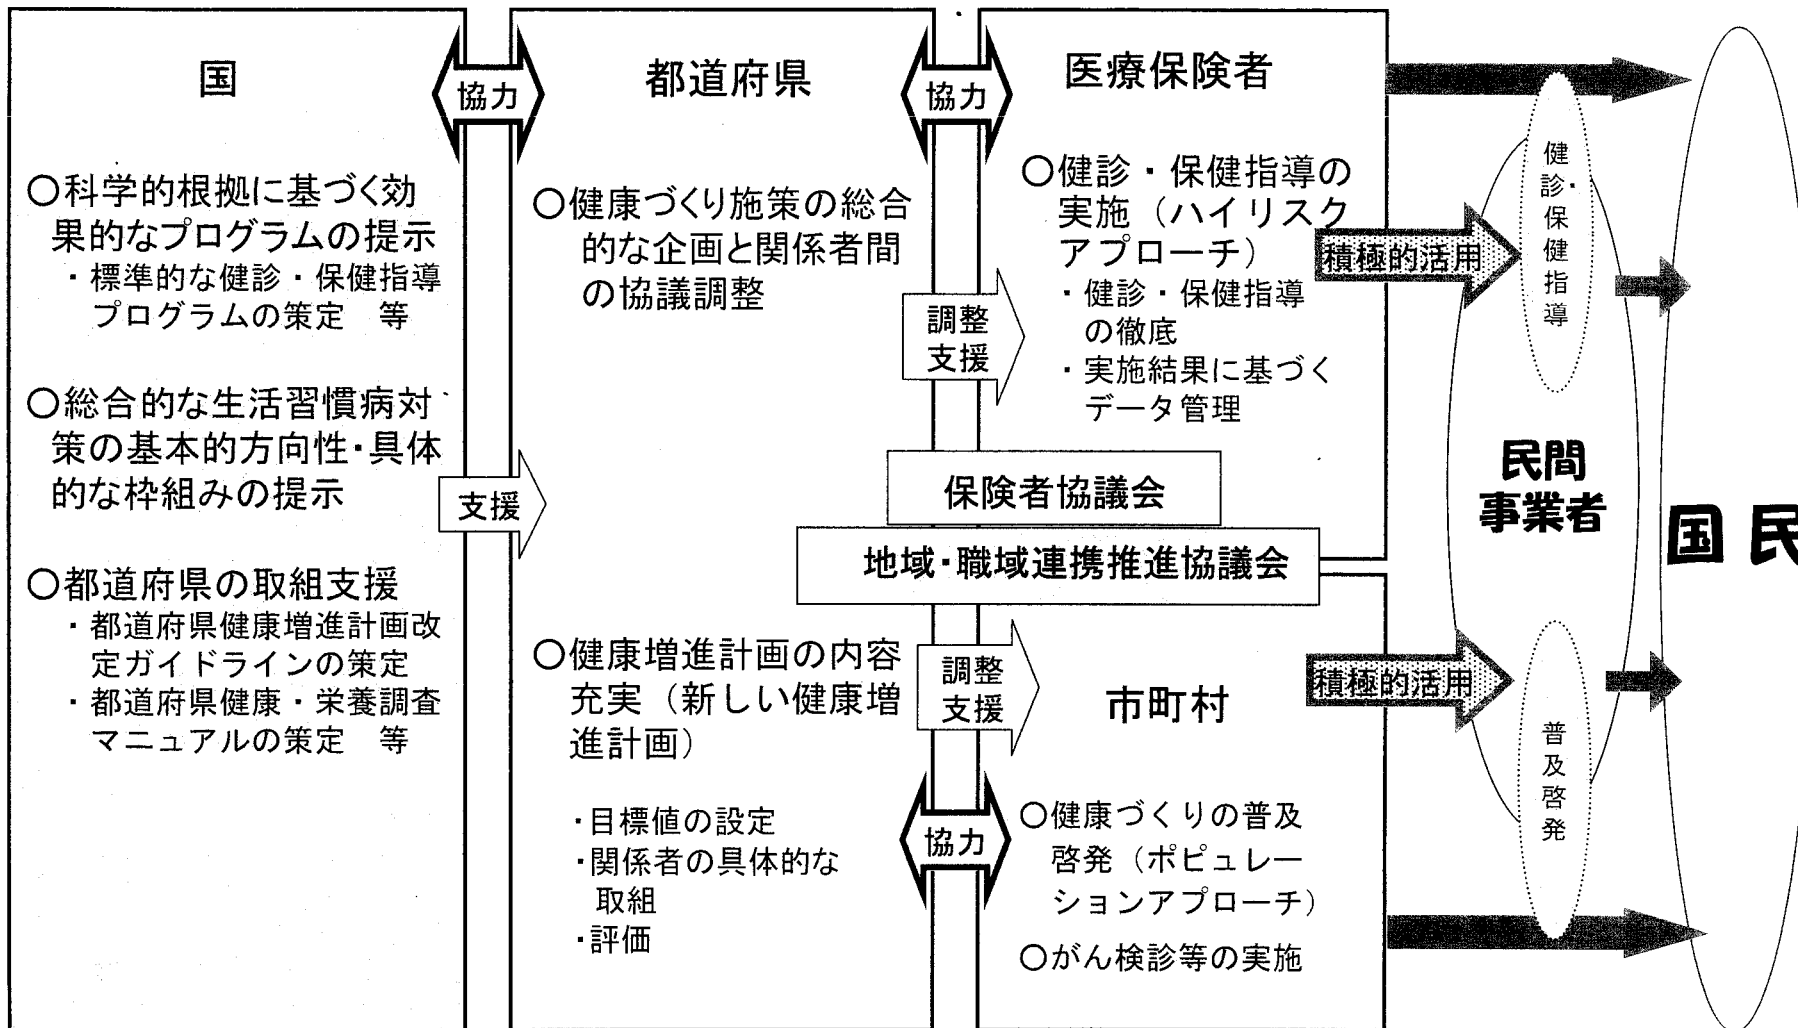 国
協力
都道府県
協力
医療保険者
○科学的根拠に基づく効
果的なプログラムの提示
・標準的な健診・保健指導
プログラムの策定　等
○総合的な生活習慣病対
策の基本的方向性・具体
的な枠組みの提示
○都道府県の取組支援
・都道府県健康増進計画改
定ガイドラインの策定
・都道府県健康・栄養調査
マニュアルの策定　等
支援
○健康づくり施策の総合
的な企画と関係者間
の協議調整
調整
支援
○健診・保健指導の
実施（ハイリスク
アプローチ）
・健診・保健指導
の徹底
・実施結果に基づく
データ管理
積極的活用
健診・保健指導
保険者協議会
地域・職域連携推進協議会
民間
事業者
国民
○健康増進計画の内容
充実（新しい健康増
進計画）
・目標値の設定
・関係者の具体的な
取組
・評価
調整
支援
協力
市町村
○健康づくりの普及
啓発（ポピュレー
ションアプローチ）
○がん検診等の実施
積極的活用
普及啓発